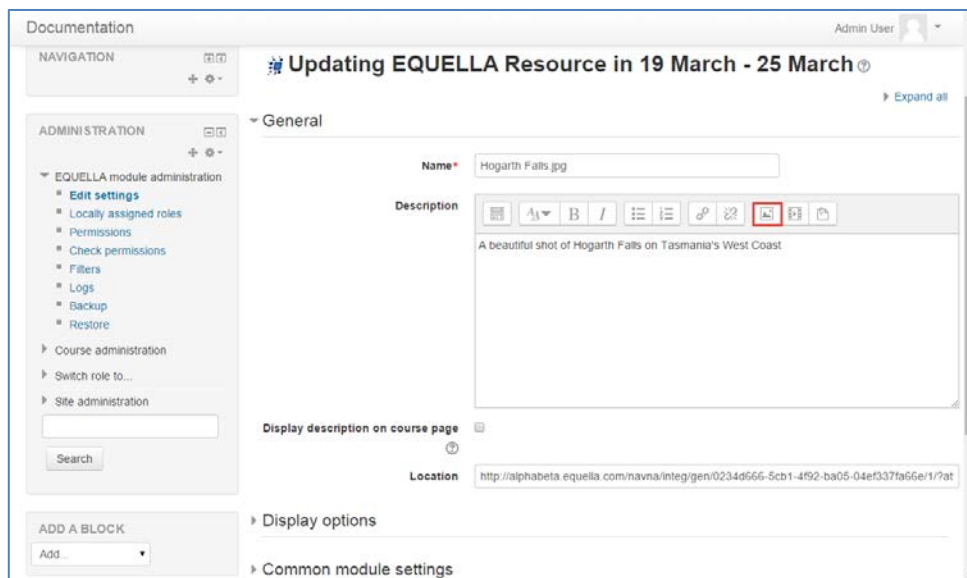 Documentation
Admin User
NAVIGATION
Updating EQUELLA Resource in 19 March - 25 March
Expand all
ADMINISTRATION
EQUELLA module administration
Edit settings
Locally assigned roles
Permissions
Check permissions
Filters
Logs
Backup
Restore
Course administration
Switch role to...
Site administration
Search
ADD A BLOCK
Add...
General
Name*
Hogarth Falls.jpg
Description
B I
A beautiful shot of Hogarth Falls on Tasmania's West Coast
Display description on course page
Location
http://alphabeta.equella.com/navna/integ/gen/0234d666-5cb1-4f92-ba05-04ef337fa66e/1/?at
Display options
Common module settings